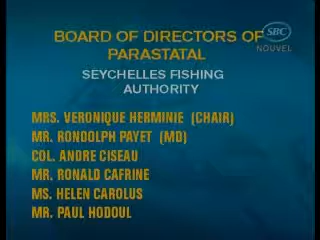 BOARD OF DIRECTORS OF
PARASTATAL
SBC
NOUVEL
SEYCHELLES FISHING
AUTHORITY
MRS. VERONIQUE HERMINIE (CHAIR)
MR. RONDOLPH PAYET (MD)
COL. ANDRE CISEAU
MR. RONALD CAFRINE
MS. HELEN CAROLUS
MR. PAUL HODOUL